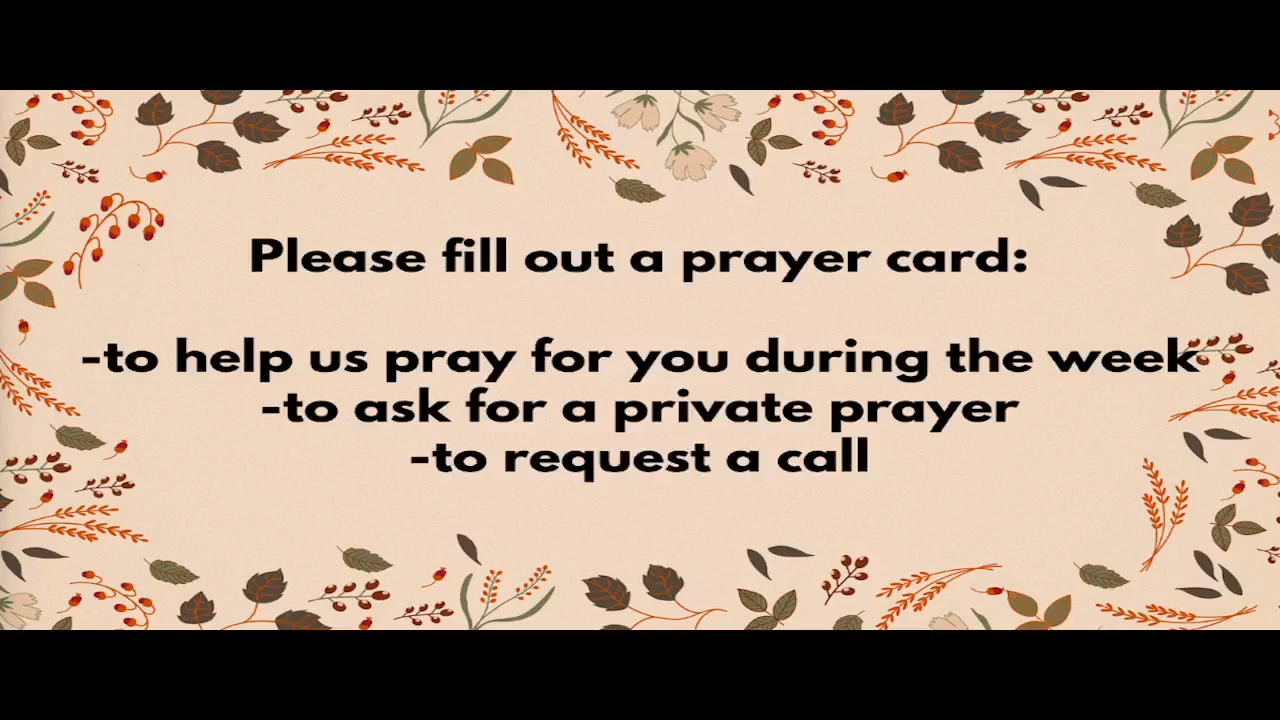 Please fill out a prayer card:
-to help us pray for you during the week
-to ask for a private prayer
-to request a call